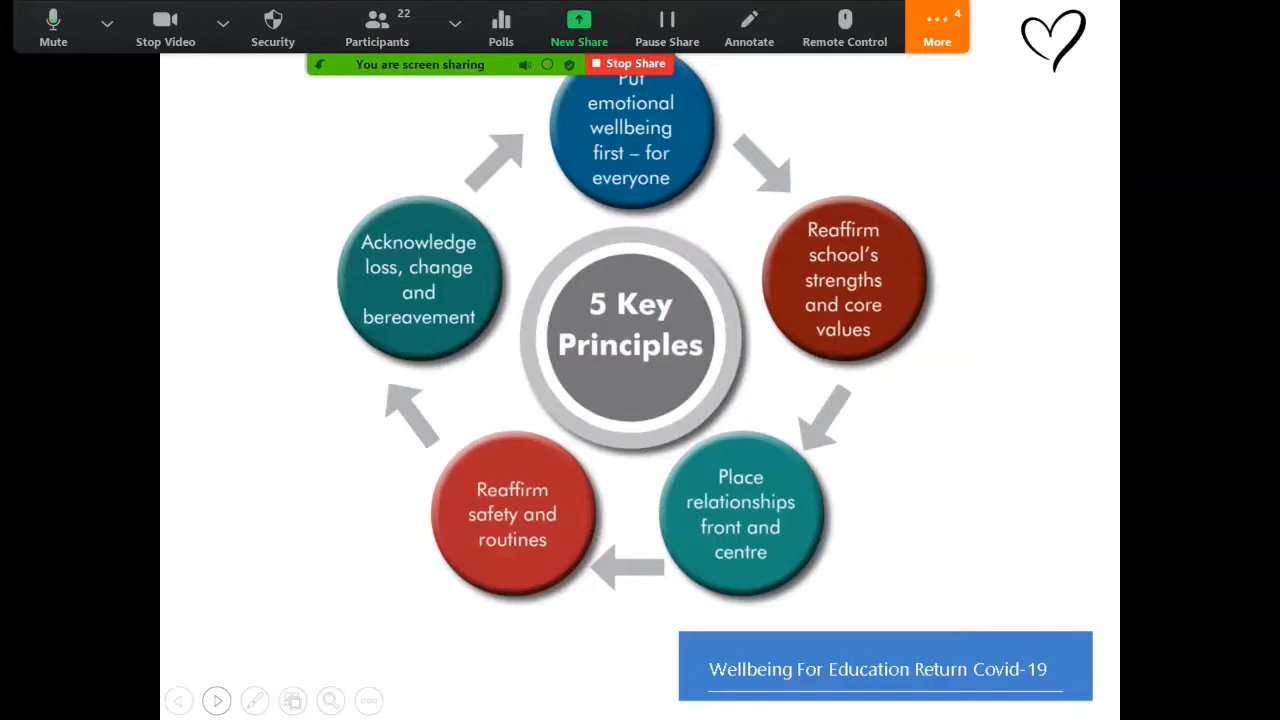 Mute
Stop Video
Security
22
Participants
Polls
New Share
Pause Share
Annotate
Remote Control
4
More
You are screen sharing
Stop Share
Put
emotional
wellbeing
first – for
everyone
Reaffirm
school's
strengths
and core
values
Place
relationships
front and
centre
Reaffirm
safety and
routines
Acknowledge
loss, change
and
bereavement
5 Key
Principles
Wellbeing For Education Return Covid-19